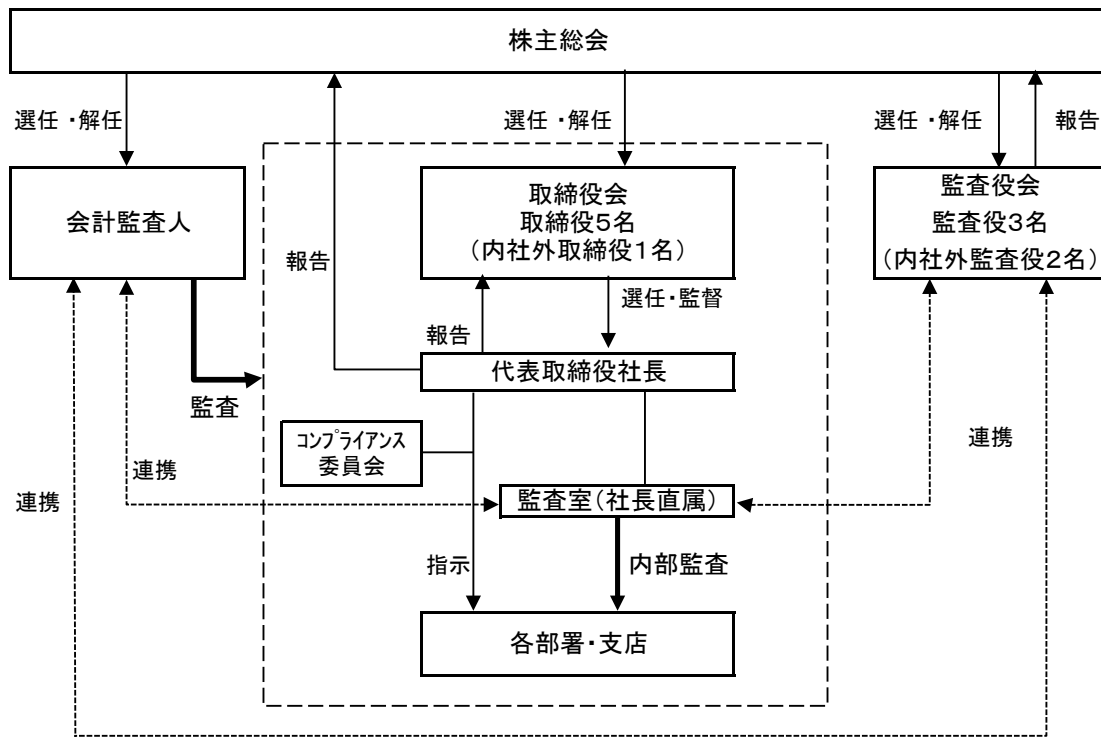 株主総会
選任・解任
選任・解任
選任・解任
報告
会計監査人
取締役会
取締役5名
(内社外取締役1名)
監査役会
監査役3名
(内社外監査役2名)
報告
選任・監督
報告
代表取締役社長
監査
コンプライアンス
委員会
連携
連携
連携
監査室(社長直属)
指示
内部監査
各部署・支店